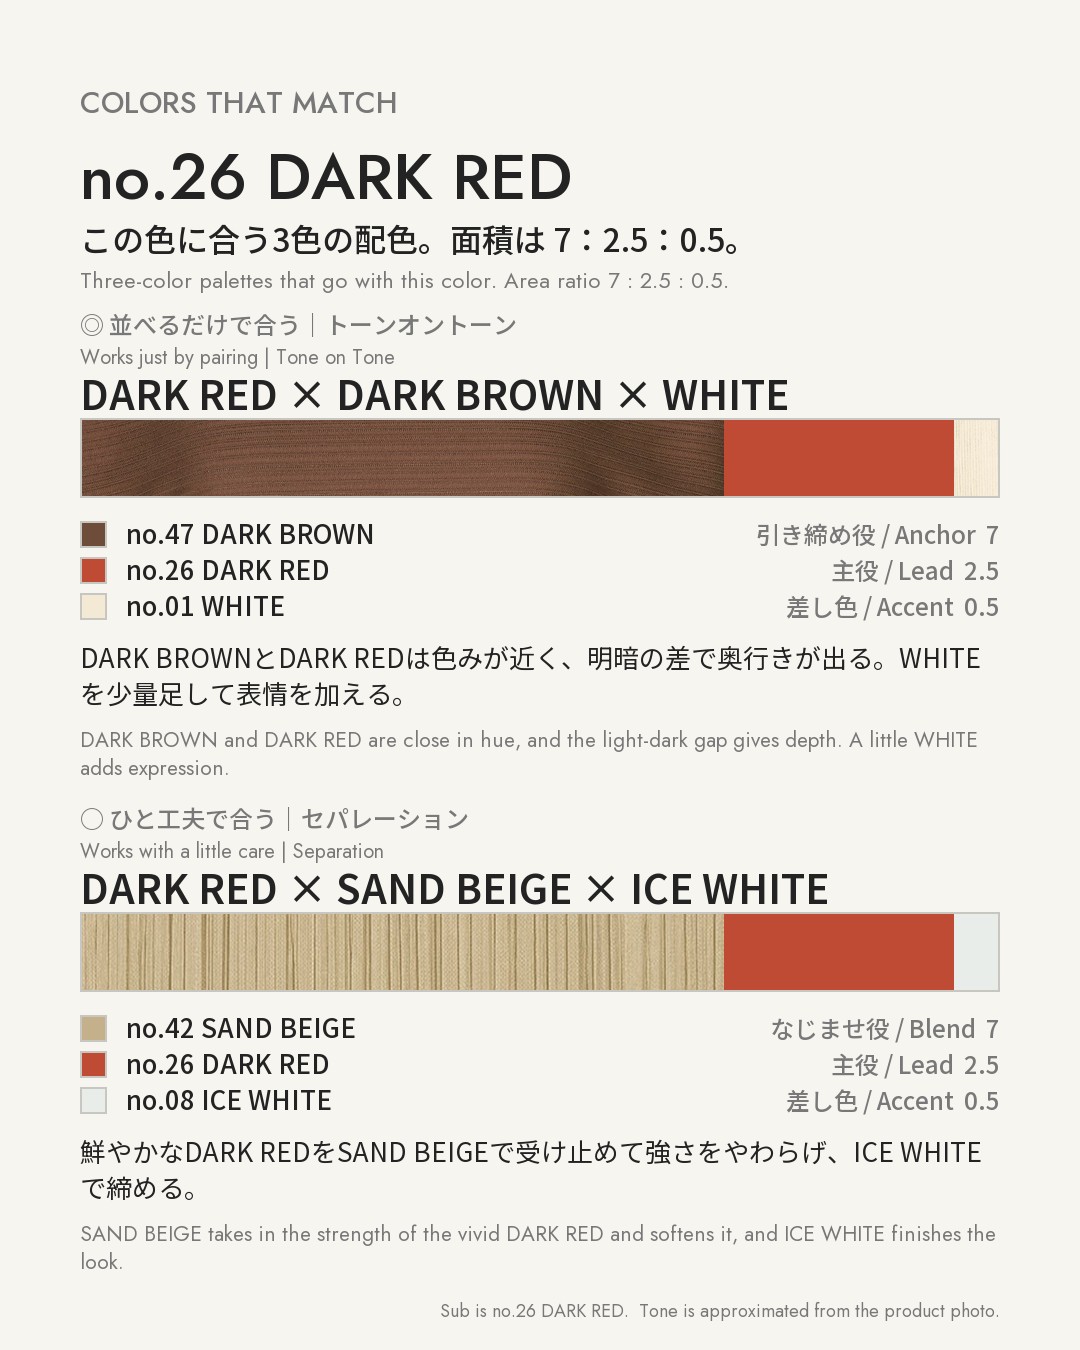 COLORS THAT MATCH
no.26 DARK RED
この色に合う3色の配色。面積は 7：2.5：0.5。
Three-color palettes that go with this color. Area ratio 7 : 2.5 : 0.5.
◎ 並べるだけで合う｜トーンオントーン
Works just by pairing | Tone on Tone
DARK RED × DARK BROWN × WHITE
no.47 DARK BROWN 引き締め役 / Anchor 7
no.26 DARK RED 主役 / Lead 2.5
no.01 WHITE 差し色 / Accent 0.5
DARK BROWNとDARK REDは色みが近く、明暗の差で奥行きが出る。WHITE
を少量足して表情を加える。
DARK BROWN and DARK RED are close in hue, and the light-dark gap gives depth. A little WHITE
adds expression.
○ ひと工夫で合う｜セパレーション
Works with a little care | Separation
DARK RED × SAND BEIGE × ICE WHITE
no.42 SAND BEIGE なじませ役 / Blend 7
no.26 DARK RED 主役 / Lead 2.5
no.08 ICE WHITE 差し色 / Accent 0.5
鮮やかなDARK REDをSAND BEIGEで受け止めて強さをやわらげ、ICE WHITE
で締める。
SAND BEIGE takes in the strength of the vivid DARK RED and softens it, and ICE WHITE finishes the
look.
Sub is no.26 DARK RED. Tone is approximated from the product photo.